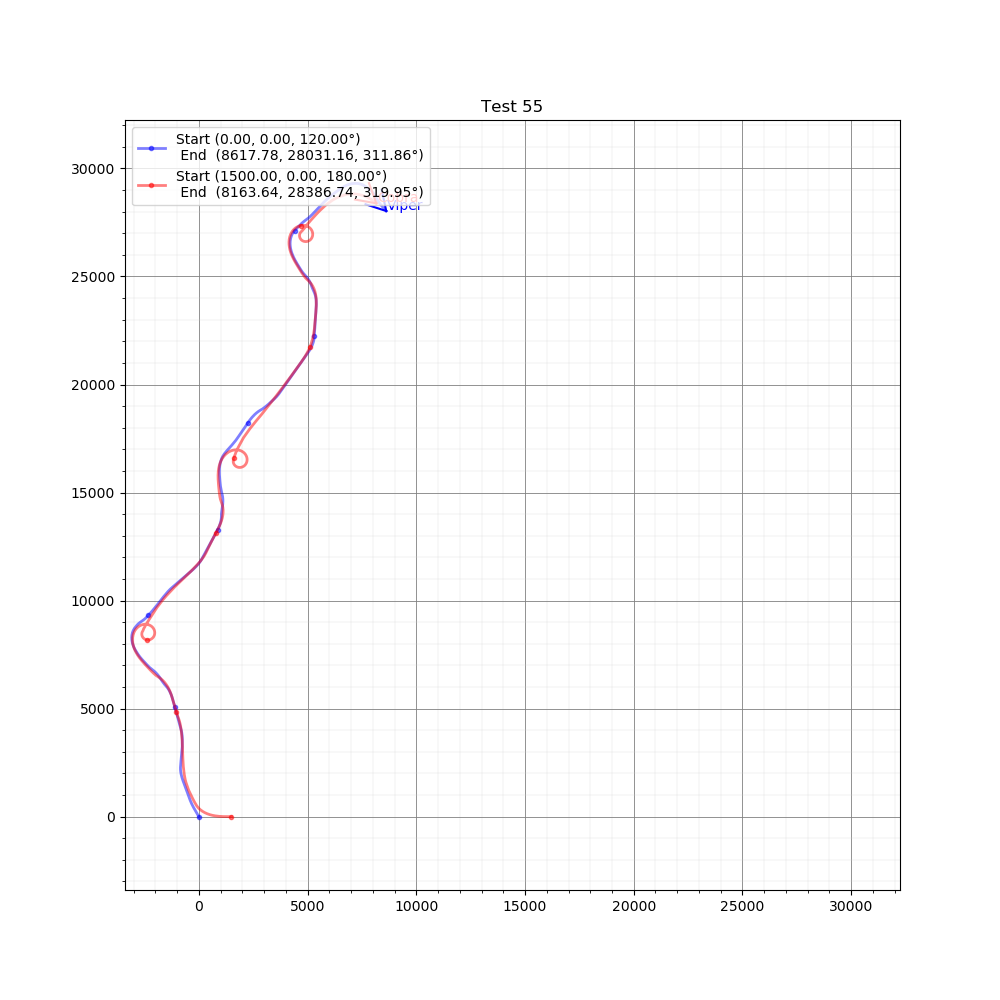 Test 55
Start (0.00, 0.00, 120.00°)
End (8617.78, 28031.16, 311.86°)
Start (1500.00, 0.00, 180.00°)
End (8163.64, 28386.74, 319.95°)
Viper
30000
25000
20000
15000
10000
5000
0
0 5000 10000 15000 20000 25000 30000